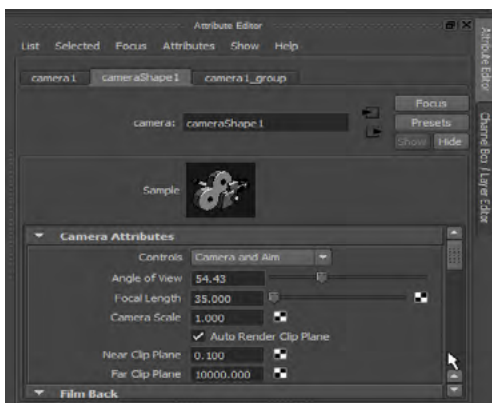 Attribute Editor
List Selected Focus Attributes Show Help
camera1 cameraShape1 camera1_group
camera: cameraShape1
Focus
Presets
Show Hide
Sample
Camera Attributes
Controls Camera and Aim
Angle of View 54.43
Focal Length 35.000
Camera Scale 1.000
Auto Render Clip Plane
Near Clip Plane 0.100
Far Clip Plane 10000.000
Film Back
Attribute Editor
Channel Box / Layer Editor